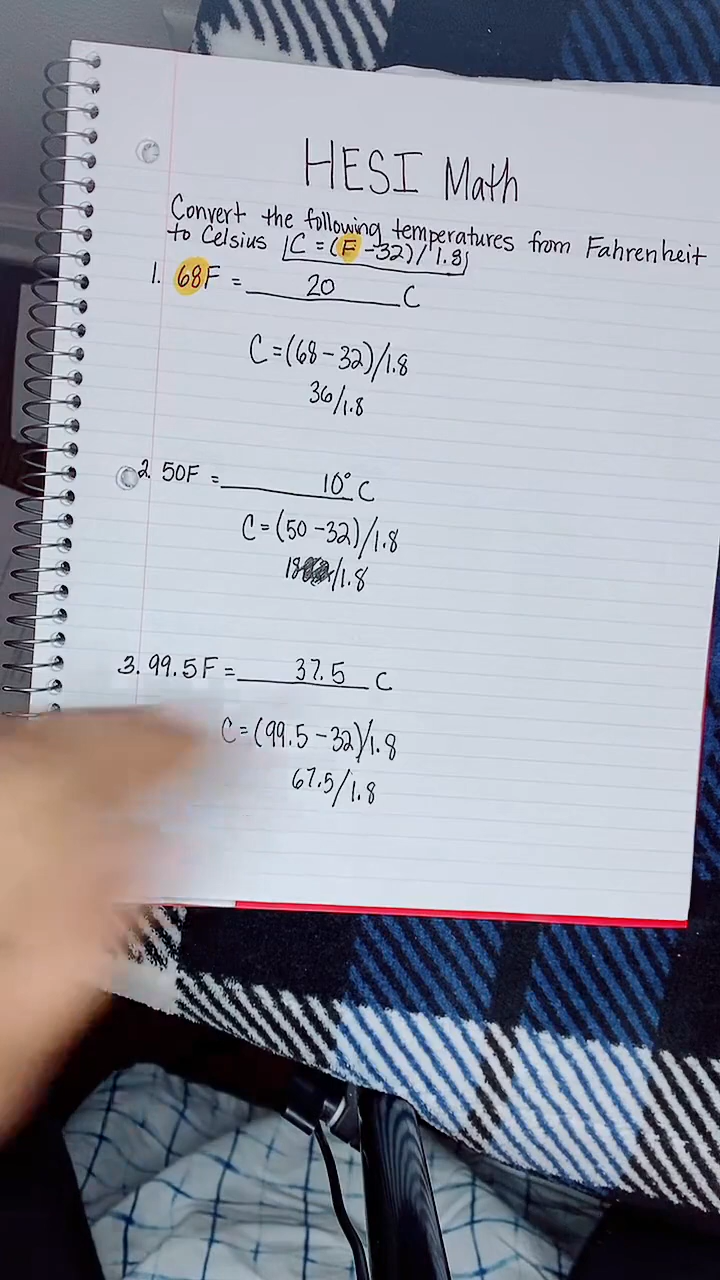 HESI Math
Convert the following temperatures from Fahrenheit
to Celsius C = (F - 32) / 1.8
1. 68F = 20 C
C = (68 - 32)/1.8
36/1.8
2. 50F = 10° C
C = (50 - 32)/1.8
18/1.8
3. 99.5F = 37.5 C
C = (99.5 - 32)/1.8
67.5/1.8